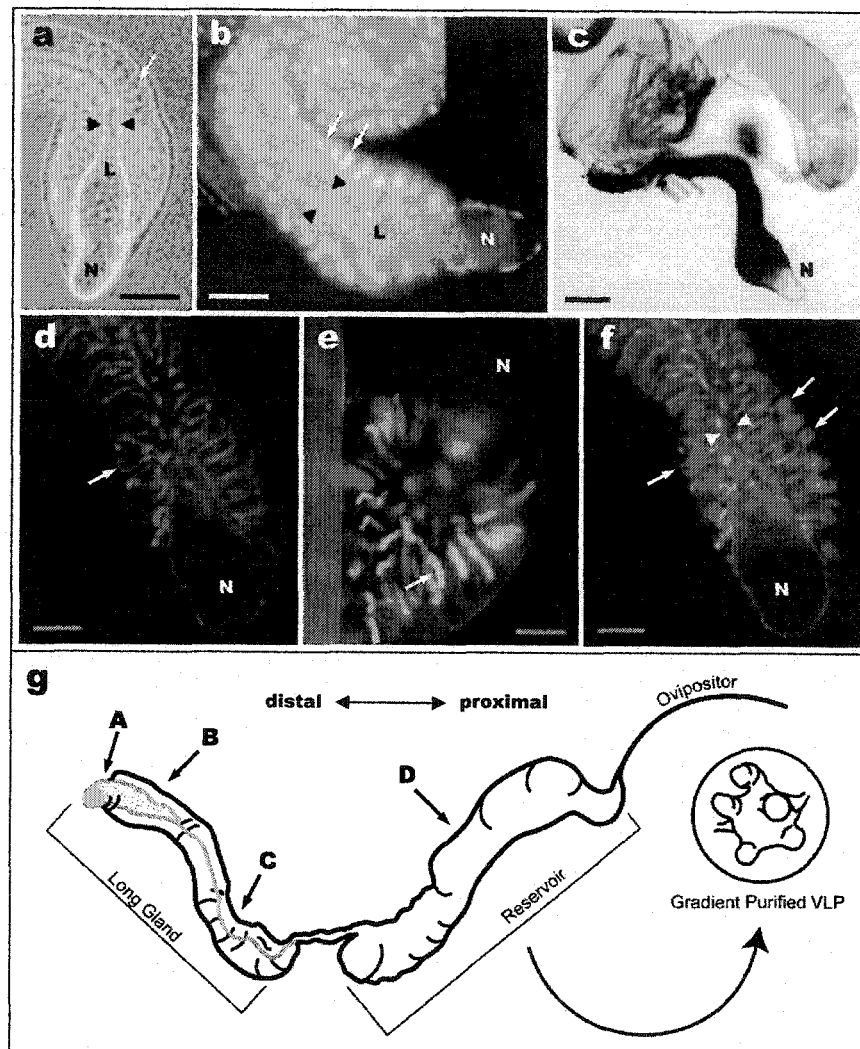 a
b
c
L
N
L
N
N
d
e
f
N
N
N
g
distal
proximal
Ovipositor
A
B
C
D
Long Gland
Reservoir
Gradient Purified VLP